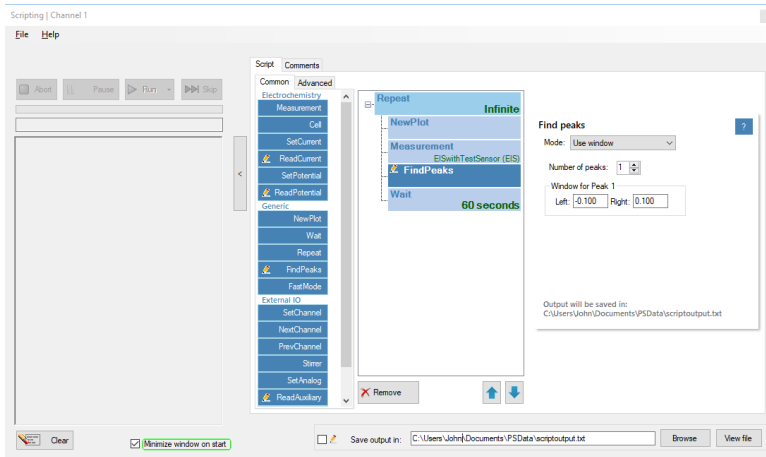 Scripting | Channel 1
File Help
Script Comments
Common Advanced
Abort Pause Run Skip
<
Electrochemistry
Measurement
Cell
SetCurrent
ReadCurrent
SetPotential
ReadPotential
Generic
NewPlot
Wait
Repeat
FindPeaks
FastMode
External IO
SetChannel
NextChannel
PrevChannel
Stirrer
SetAnalog
ReadAuxiliary
Repeat
Infinite
NewPlot
Measurement
EISwithTestSensor (EIS)
FindPeaks
Wait
60 seconds
Find peaks
?
Mode: Use window
Number of peaks: 1
Window for Peak 1
Left: -0.100 Right: 0.100
Output will be saved in:
C:\Users\John\Documents\PSData\scriptoutput.txt
Remove
Clear
Minimize window on start
Save output in: C:\Users\John\Documents\PSData\scriptoutput.txt Browse View file